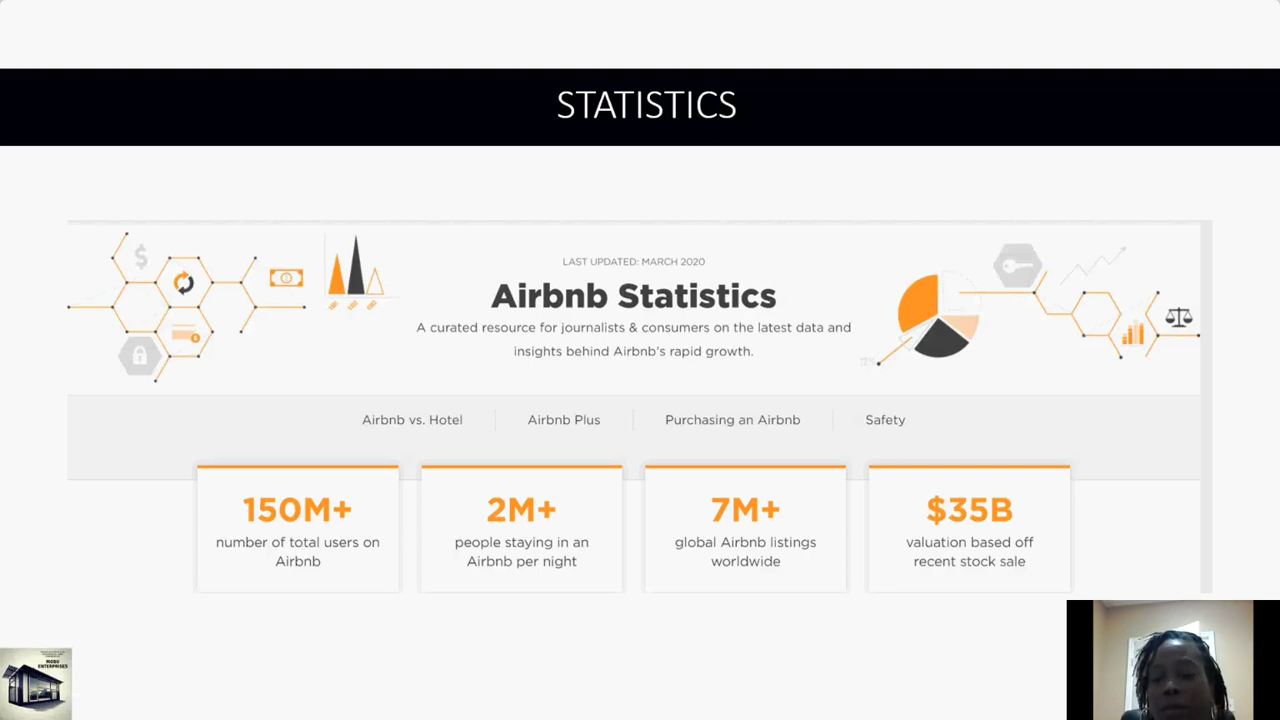 STATISTICS
LAST UPDATED: MARCH 2020
Airbnb Statistics
A curated resource for journalists & consumers on the latest data and
insights behind Airbnb's rapid growth.
12%
Airbnb vs. Hotel
Airbnb Plus
Purchasing an Airbnb
Safety
150M+
number of total users on
Airbnb
2M+
people staying in an
Airbnb per night
7M+
global Airbnb listings
worldwide
$35B
valuation based off
recent stock sale
MOBU
ENTERPRISES